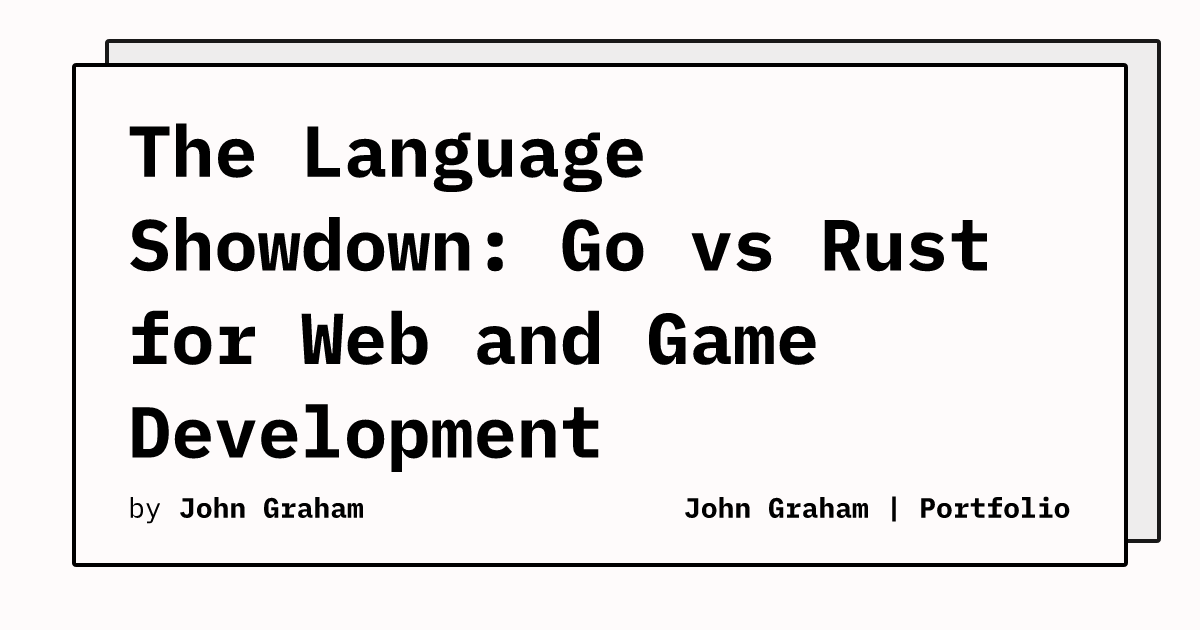 The Language
Showdown: Go vs Rust
for Web and Game
Development
by John Graham
John Graham | Portfolio